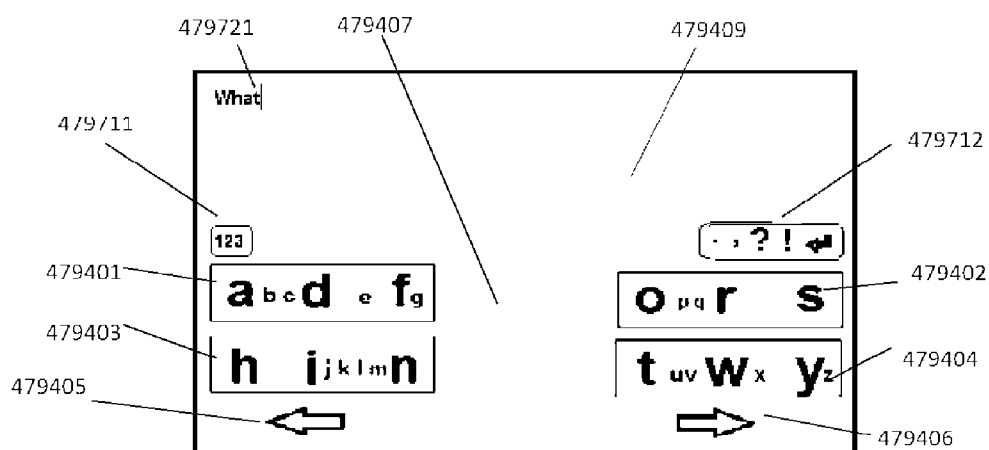 479721 479407 479409
What
479711
479712
123
. , ? ! ↵
479401
a b c d e f g
o p q r s
479402
479403
h i j k l m n
t u v w x y z
479404
479405
479406